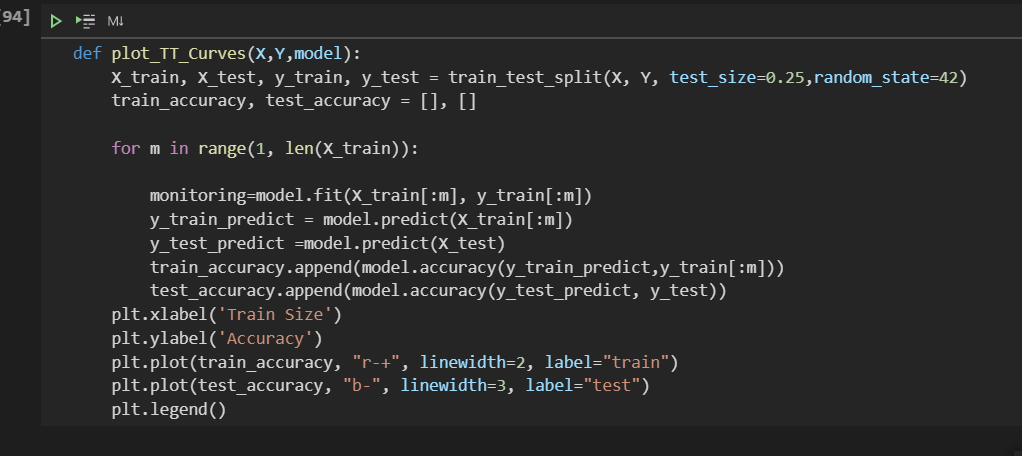 94]
M↓
def plot_TT_Curves(X,Y,model):
    X_train, X_test, y_train, y_test = train_test_split(X, Y, test_size=0.25,random_state=42)
    train_accuracy, test_accuracy = [], []
    for m in range(1, len(X_train)):
        monitoring=model.fit(X_train[:m], y_train[:m])
        y_train_predict = model.predict(X_train[:m])
        y_test_predict =model.predict(X_test)
        train_accuracy.append(model.accuracy(y_train_predict,y_train[:m]))
        test_accuracy.append(model.accuracy(y_test_predict, y_test))
    plt.xlabel('Train Size')
    plt.ylabel('Accuracy')
    plt.plot(train_accuracy, "r-+", linewidth=2, label="train")
    plt.plot(test_accuracy, "b-", linewidth=3, label="test")
    plt.legend()